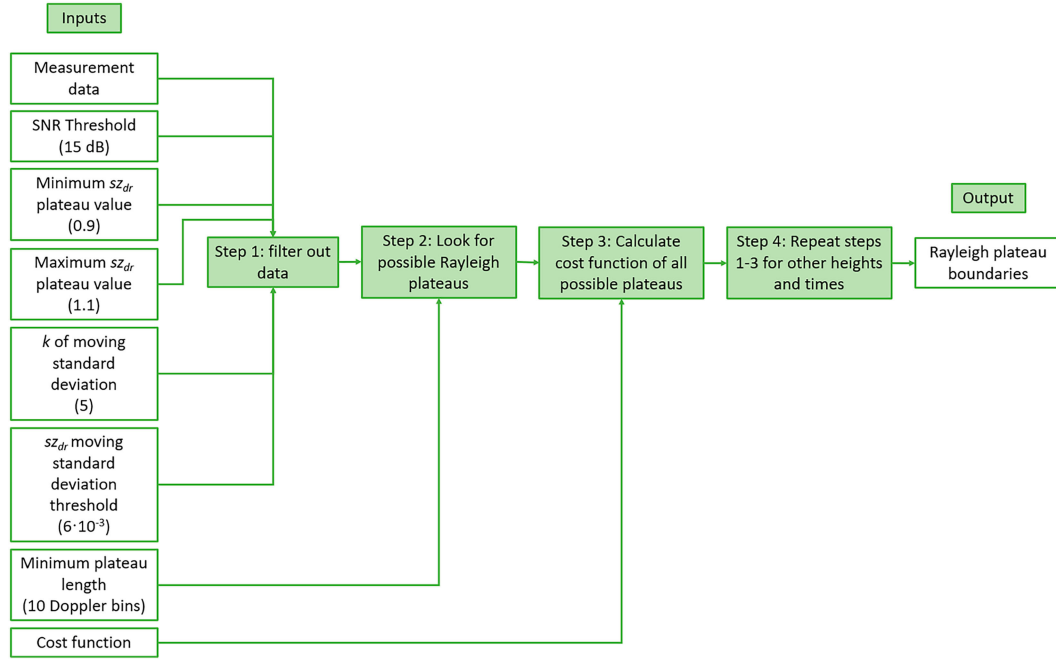 Inputs
Measurement
data
SNR Threshold
(15 dB)
Minimum sz_dr
plateau value
(0.9)
Maximum sz_dr
plateau value
(1.1)
k of moving
standard
deviation
(5)
sz_dr moving
standard
deviation
threshold
(6·10⁻³)
Minimum plateau
length
(10 Doppler bins)
Cost function
Step 1: filter out
data
Step 2: Look for
possible Rayleigh
plateaus
Step 3: Calculate
cost function of all
possible plateaus
Step 4: Repeat steps
1-3 for other heights
and times
Output
Rayleigh plateau
boundaries